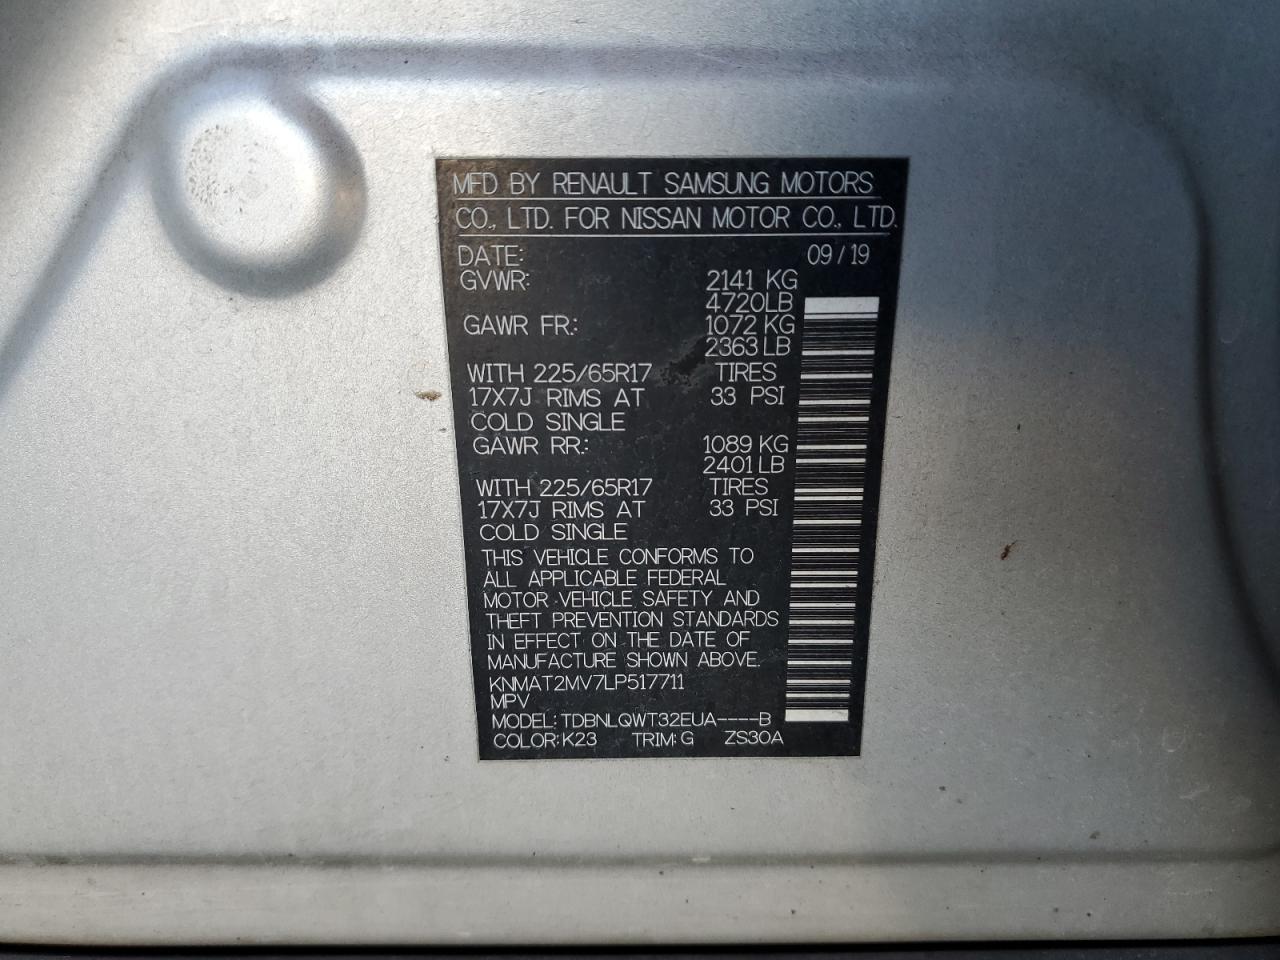 MFD BY RENAULT SAMSUNG MOTORS
CO., LTD. FOR NISSAN MOTOR CO., LTD.
DATE: 09/19
GVWR: 2141 KG
4720LB
GAWR FR.: 1072 KG
2363 LB
WITH 225/65R17 TIRES
17X7J RIMS AT 33 PSI
COLD SINGLE
GAWR RR.: 1089 KG
2401 LB
WITH 225/65R17 TIRES
17X7J RIMS AT 33 PSI
COLD SINGLE
THIS VEHICLE CONFORMS TO
ALL APPLICABLE FEDERAL
MOTOR VEHICLE SAFETY AND
THEFT PREVENTION STANDARDS
IN EFFECT ON THE DATE OF
MANUFACTURE SHOWN ABOVE.
KNMAT2MV7LP517711
MPV
MODEL: TDBNLQWT32EUA----B
COLOR: K23 TRIM: G ZS30A